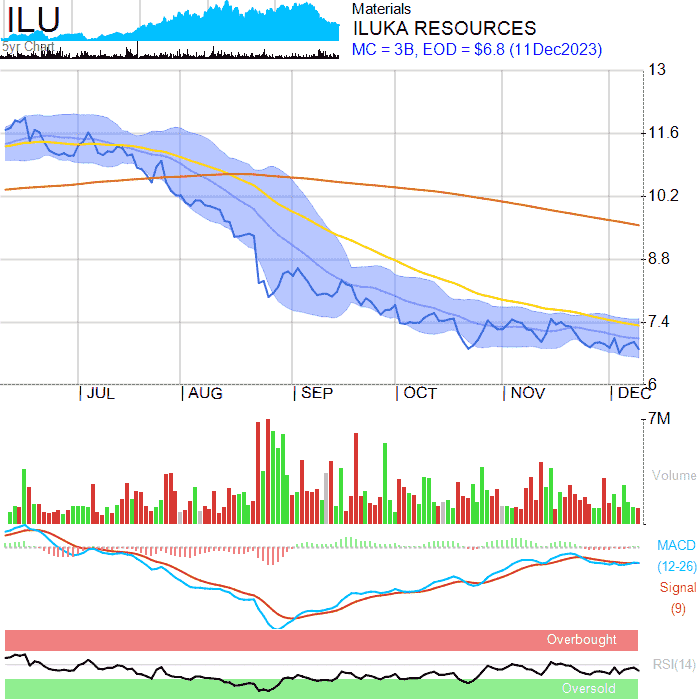 ILU
5yr Chart
Materials
ILUKA RESOURCES
MC = 3B, EOD = $6.8 (11Dec2023)
13
11.6
10.2
8.8
7.4
6
JUL
AUG
SEP
OCT
NOV
DEC
7M
Volume
MACD
(12-26)
Signal
(9)
Overbought
RSI(14)
Oversold